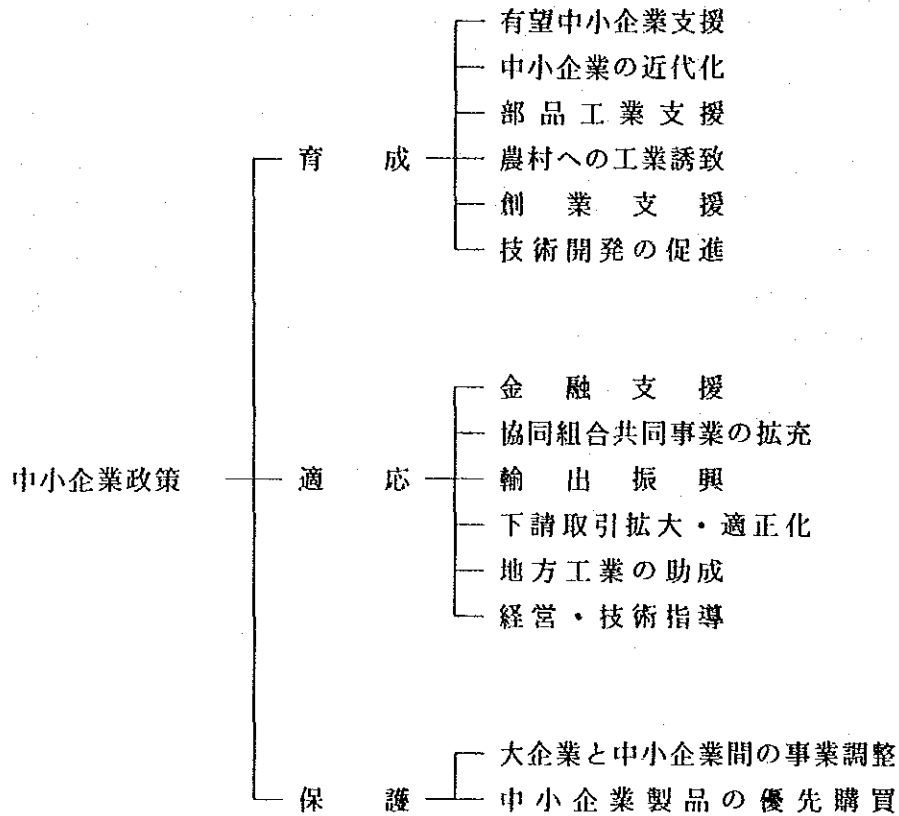 有望中小企業支援
中小企業の近代化
部品工業支援
育成
農村への工業誘致
創業支援
技術開発の促進
金融支援
協同組合共同事業の拡充
中小企業政策
適応
輸出振興
下請取引拡大・適正化
地方工業の助成
経営・技術指導
大企業と中小企業間の事業調整
保護
中小企業製品の優先購買